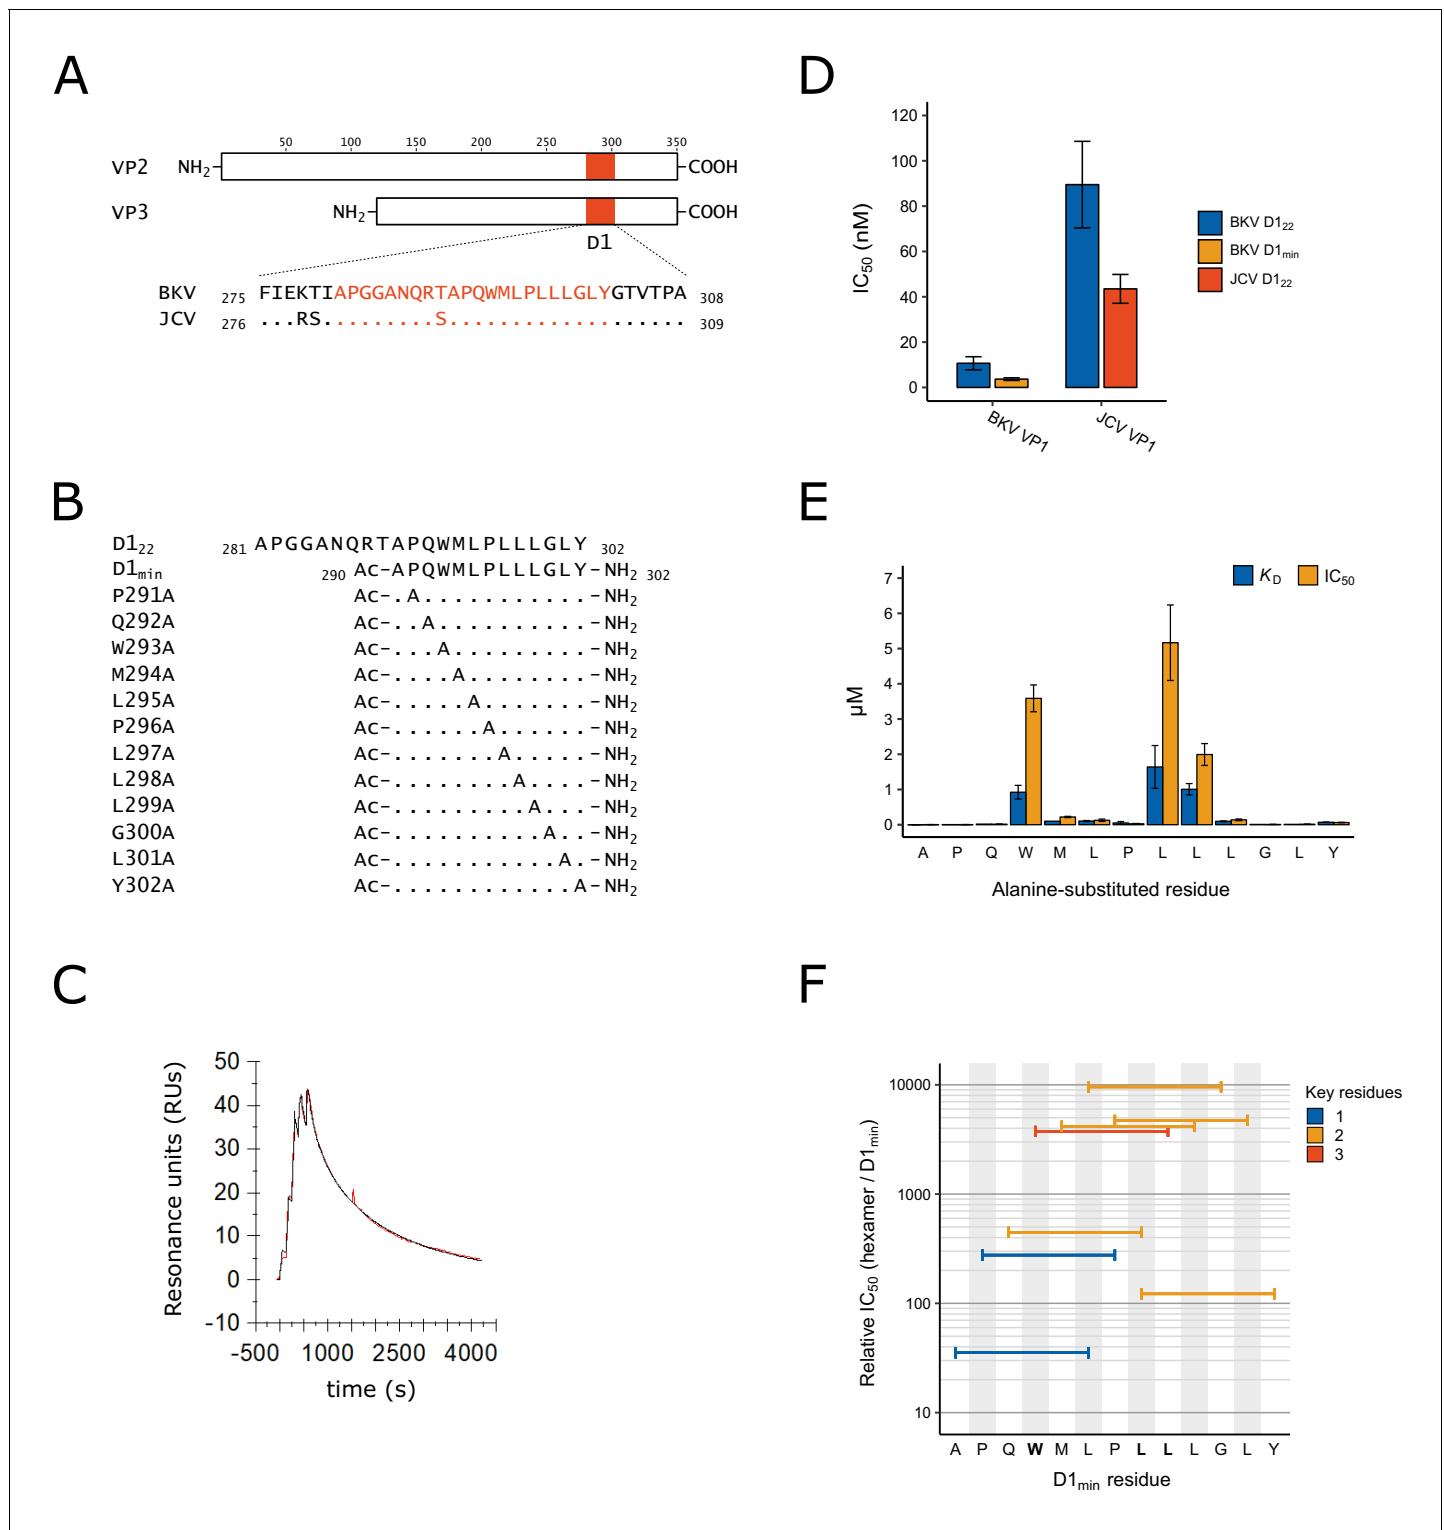 A
50 100 150 200 250 300 350
VP2 NH2 COOH
VP3 NH2 COOH
D1
BKV 275 FIEKTIAPGGANQRTAPQWMLPLLLGLYGTVTPA 308
JCV 276 ...RS........S................. 309
B
D122 281 APGGANQRTAPQWMLPLLLGLY 302
D1min 290 Ac-APQWMLPLLLGLY-NH2 302
P291A Ac-.A...........-NH2
Q292A Ac-..A..........-NH2
W293A Ac-...A.........-NH2
M294A Ac-....A........-NH2
L295A Ac-.....A.......-NH2
P296A Ac-......A......-NH2
L297A Ac-.......A.....-NH2
L298A Ac-........A....-NH2
L299A Ac-.........A...-NH2
G300A Ac-..........A..-NH2
L301A Ac-...........A.-NH2
Y302A Ac-............A-NH2
C
Resonance units (RUs)
50
40
30
20
10
0
-10
-500 1000 2500 4000
time (s)
D
IC50 (nM)
120
100
80
60
40
20
0
BKV VP1
JCV VP1
BKV D122
BKV D1min
JCV D122
E
KD IC50
µM
7
6
5
4
3
2
1
0
A P Q W M L P L L L G L Y
Alanine-substituted residue
F
Relative IC50 (hexamer / D1min)
10000
1000
100
10
A P Q W M L P L L L G L Y
D1min residue
Key residues
1
2
3